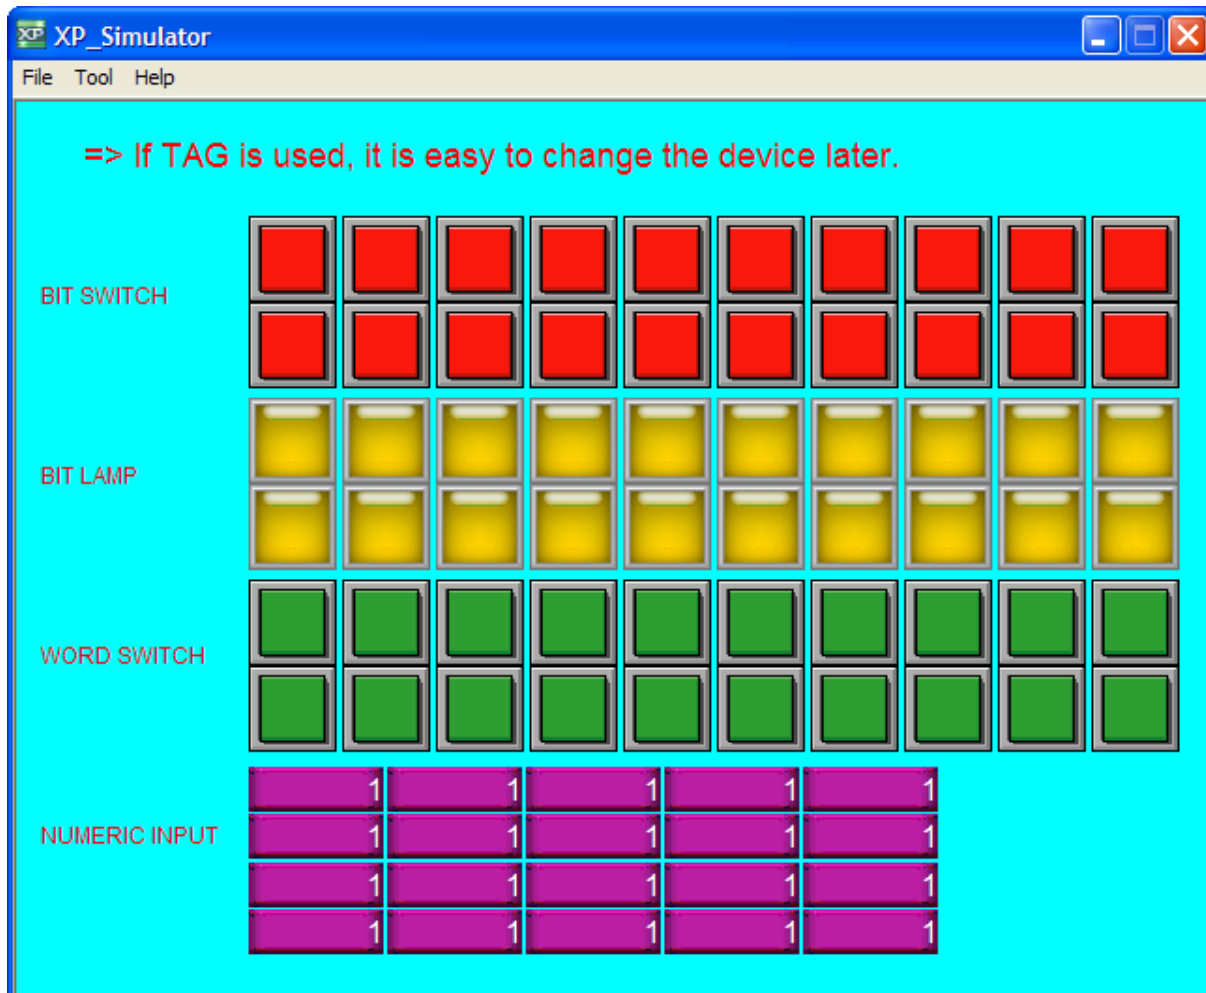 XP XP_Simulator
File Tool Help
=> If TAG is used, it is easy to change the device later.
BIT SWITCH
BIT LAMP
WORD SWITCH
1 1 1 1 1
NUMERIC INPUT
1 1 1 1 1
1 1 1 1 1
1 1 1 1 1